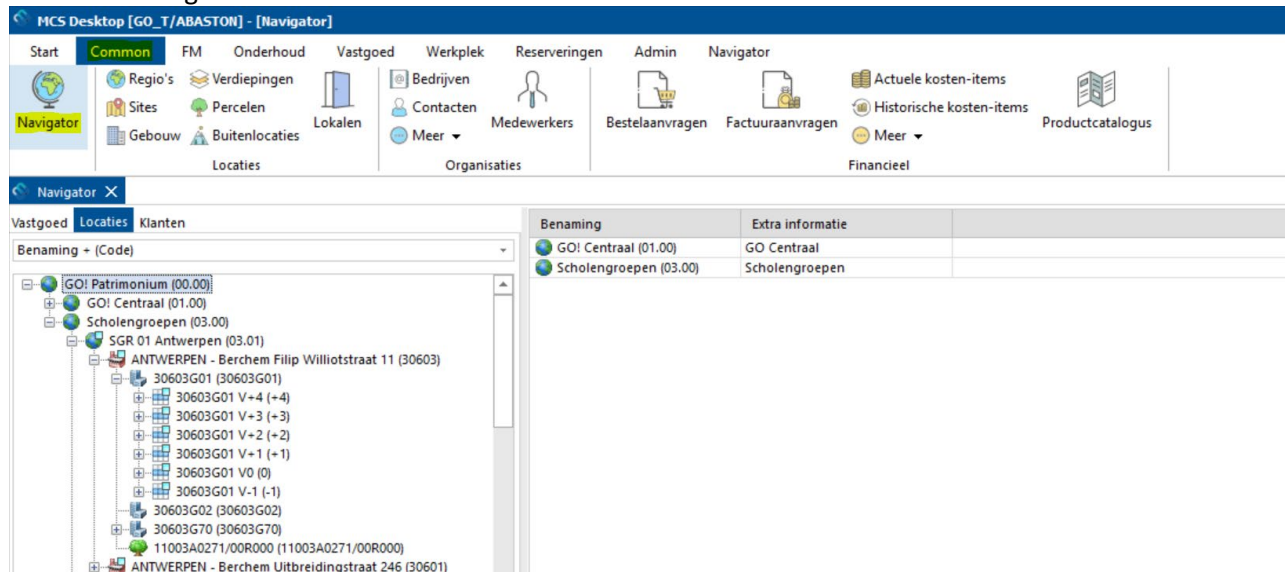 MCS Desktop [GO_T/ABASTON] - [Navigator]
Start Common FM Onderhoud Vastgoed Werkplek Reserveringen Admin Navigator
Navigator
Regio's
Sites
Gebouw
Verdiepingen
Percelen
Buitenlocaties
Lokalen
Locaties
Bedrijven
Contacten
Meer
Medewerkers
Organisaties
Bestelaanvragen
Factuuraanvragen
Actuele kosten-items
Historische kosten-items
Meer
Productcatalogus
Financieel
Navigator X
Vastgoed Locaties Klanten
Benaming + (Code)
GO! Patrimonium (00.00)
GO! Centraal (01.00)
Scholengroepen (03.00)
SGR 01 Antwerpen (03.01)
ANTWERPEN - Berchem Filip Williotstraat 11 (30603)
30603G01 (30603G01)
30603G01 V+4 (+4)
30603G01 V+3 (+3)
30603G01 V+2 (+2)
30603G01 V+1 (+1)
30603G01 V0 (0)
30603G01 V-1 (-1)
30603G02 (30603G02)
30603G70 (30603G70)
11003A0271/00R000 (11003A0271/00R000)
ANTWERPEN - Berchem Uitbreidingstraat 246 (30601)
Benaming Extra informatie
GO! Centraal (01.00) GO Centraal
Scholengroepen (03.00) Scholengroepen